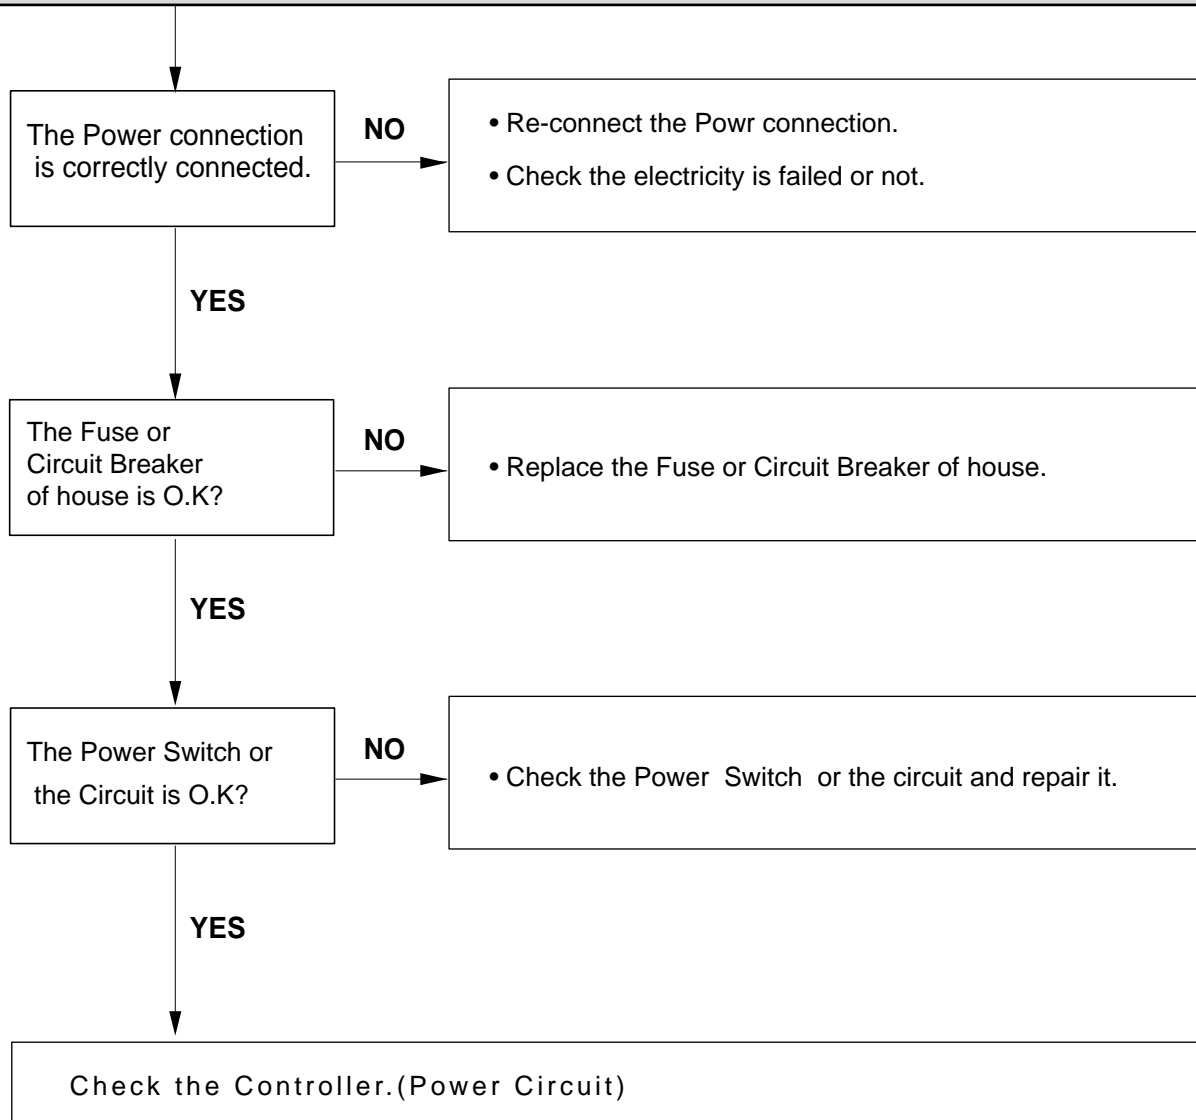 The Power connection
is correctly connected.
NO
• Re-connect the Powr connection.
• Check the electricity is failed or not.
YES
The Fuse or
Circuit Breaker
of house is O.K?
NO
• Replace the Fuse or Circuit Breaker of house.
YES
The Power Switch or
the Circuit is O.K?
NO
• Check the Power Switch or the circuit and repair it.
YES
Check the Controller.(Power Circuit)